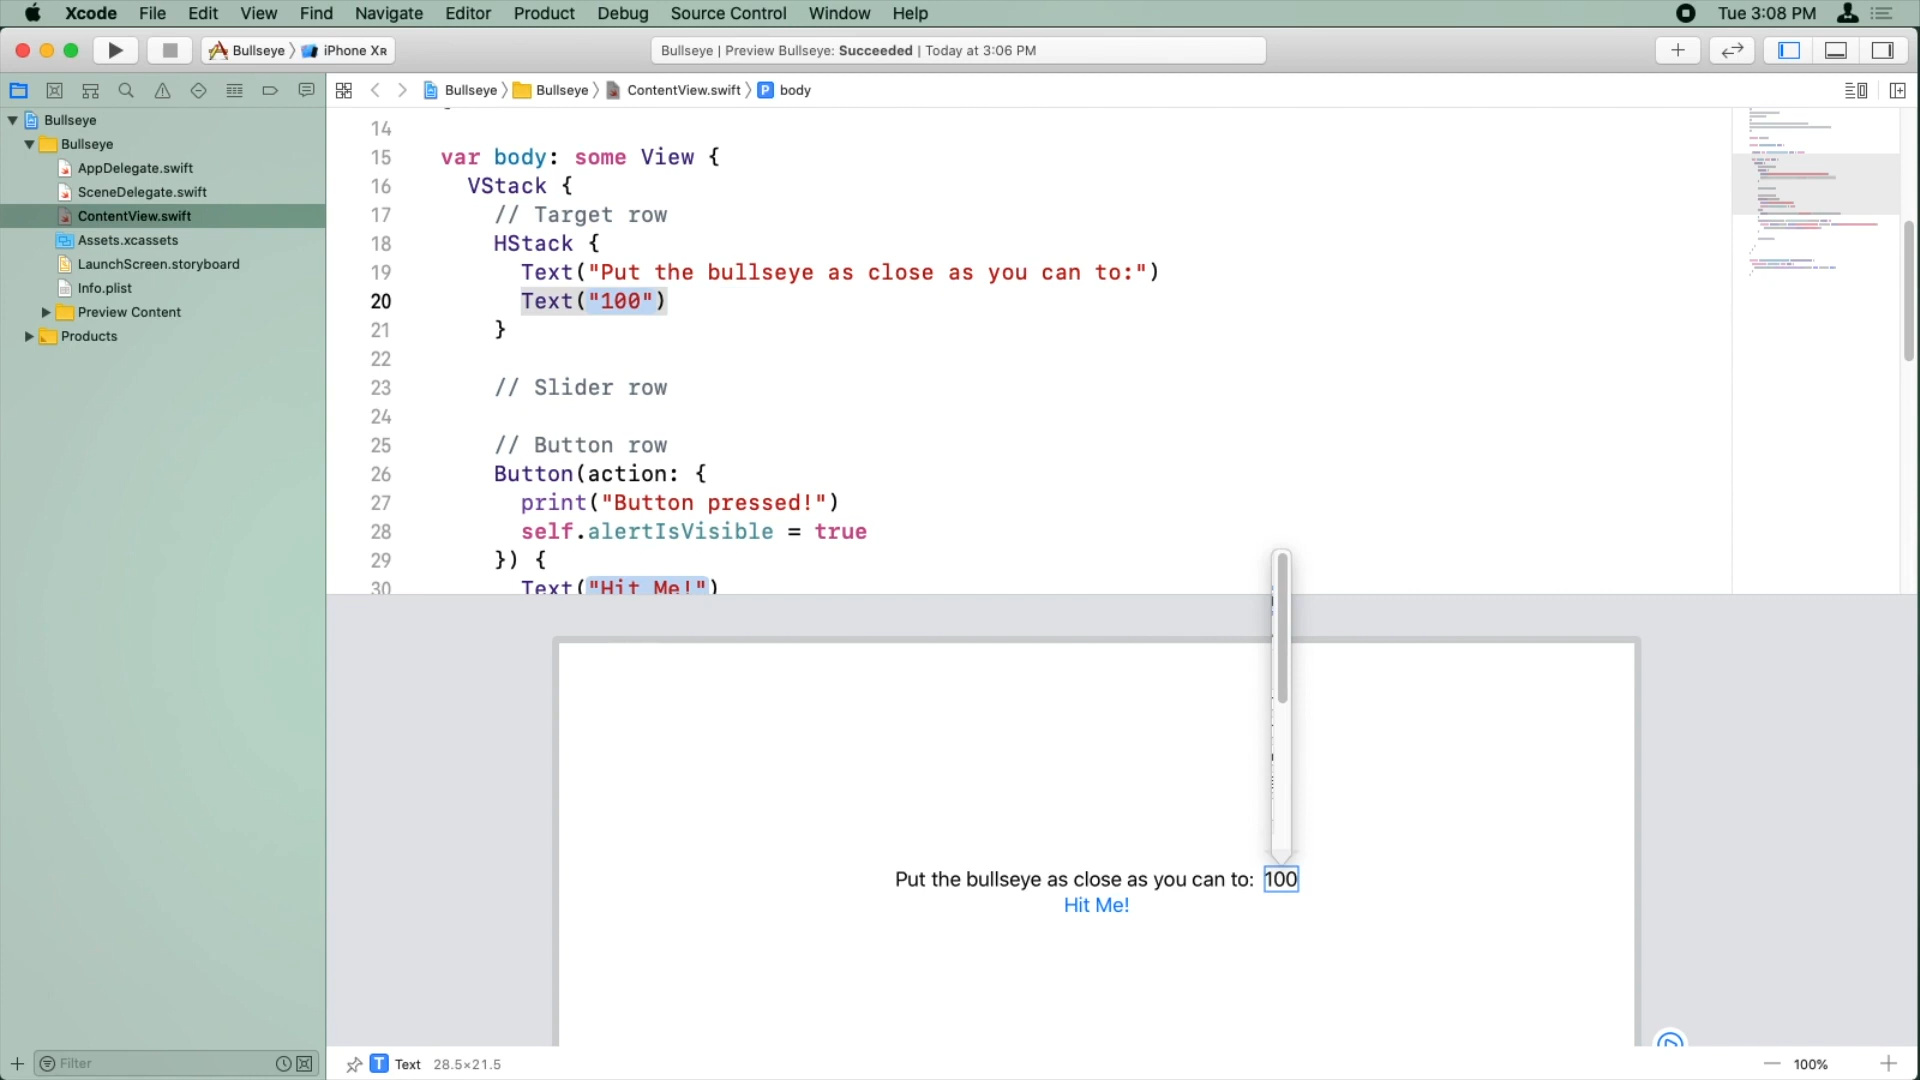 Xcode File Edit View Find Navigate Editor Product Debug Source Control Window Help Tue 3:08 PM
Bullseye 〉 iPhone XR
Bullseye | Preview Bullseye: Succeeded | Today at 3:06 PM
Bullseye 〉 Bullseye 〉 ContentView.swift 〉 P body
Bullseye
Bullseye
AppDelegate.swift
SceneDelegate.swift
ContentView.swift
Assets.xcassets
LaunchScreen.storyboard
Info.plist
Preview Content
Products
14
15 var body: some View {
16 VStack {
17 // Target row
18 HStack {
19 Text("Put the bullseye as close as you can to:")
20 Text("100")
21 }
22
23 // Slider row
24
25 // Button row
26 Button(action: {
27 print("Button pressed!")
28 self.alertIsVisible = true
29 }) {
30 Text("Hit Me!")
Put the bullseye as close as you can to: 100
Hit Me!
Filter
T Text 28.5×21.5
100%